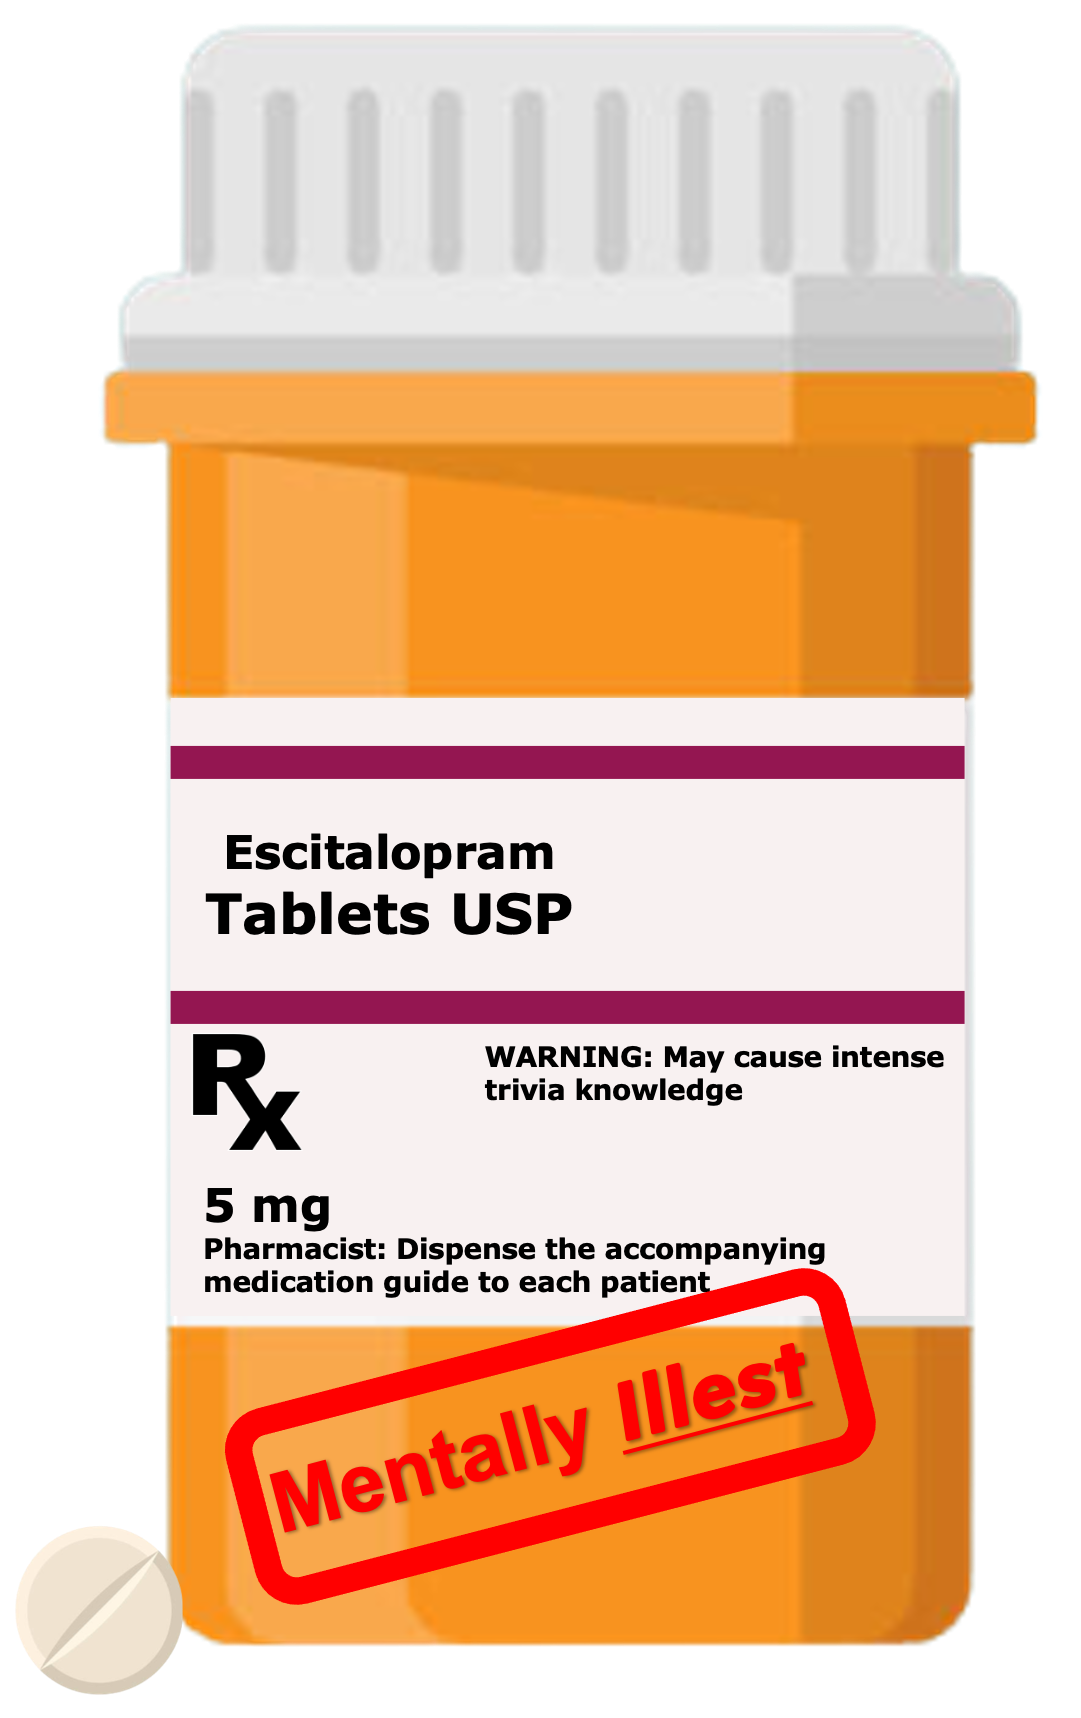 Escitalopram
Tablets USP
Rx
WARNING: May cause intense
trivia knowledge
5 mg
Pharmacist: Dispense the accompanying
medication guide to each patient
Mentally Illest